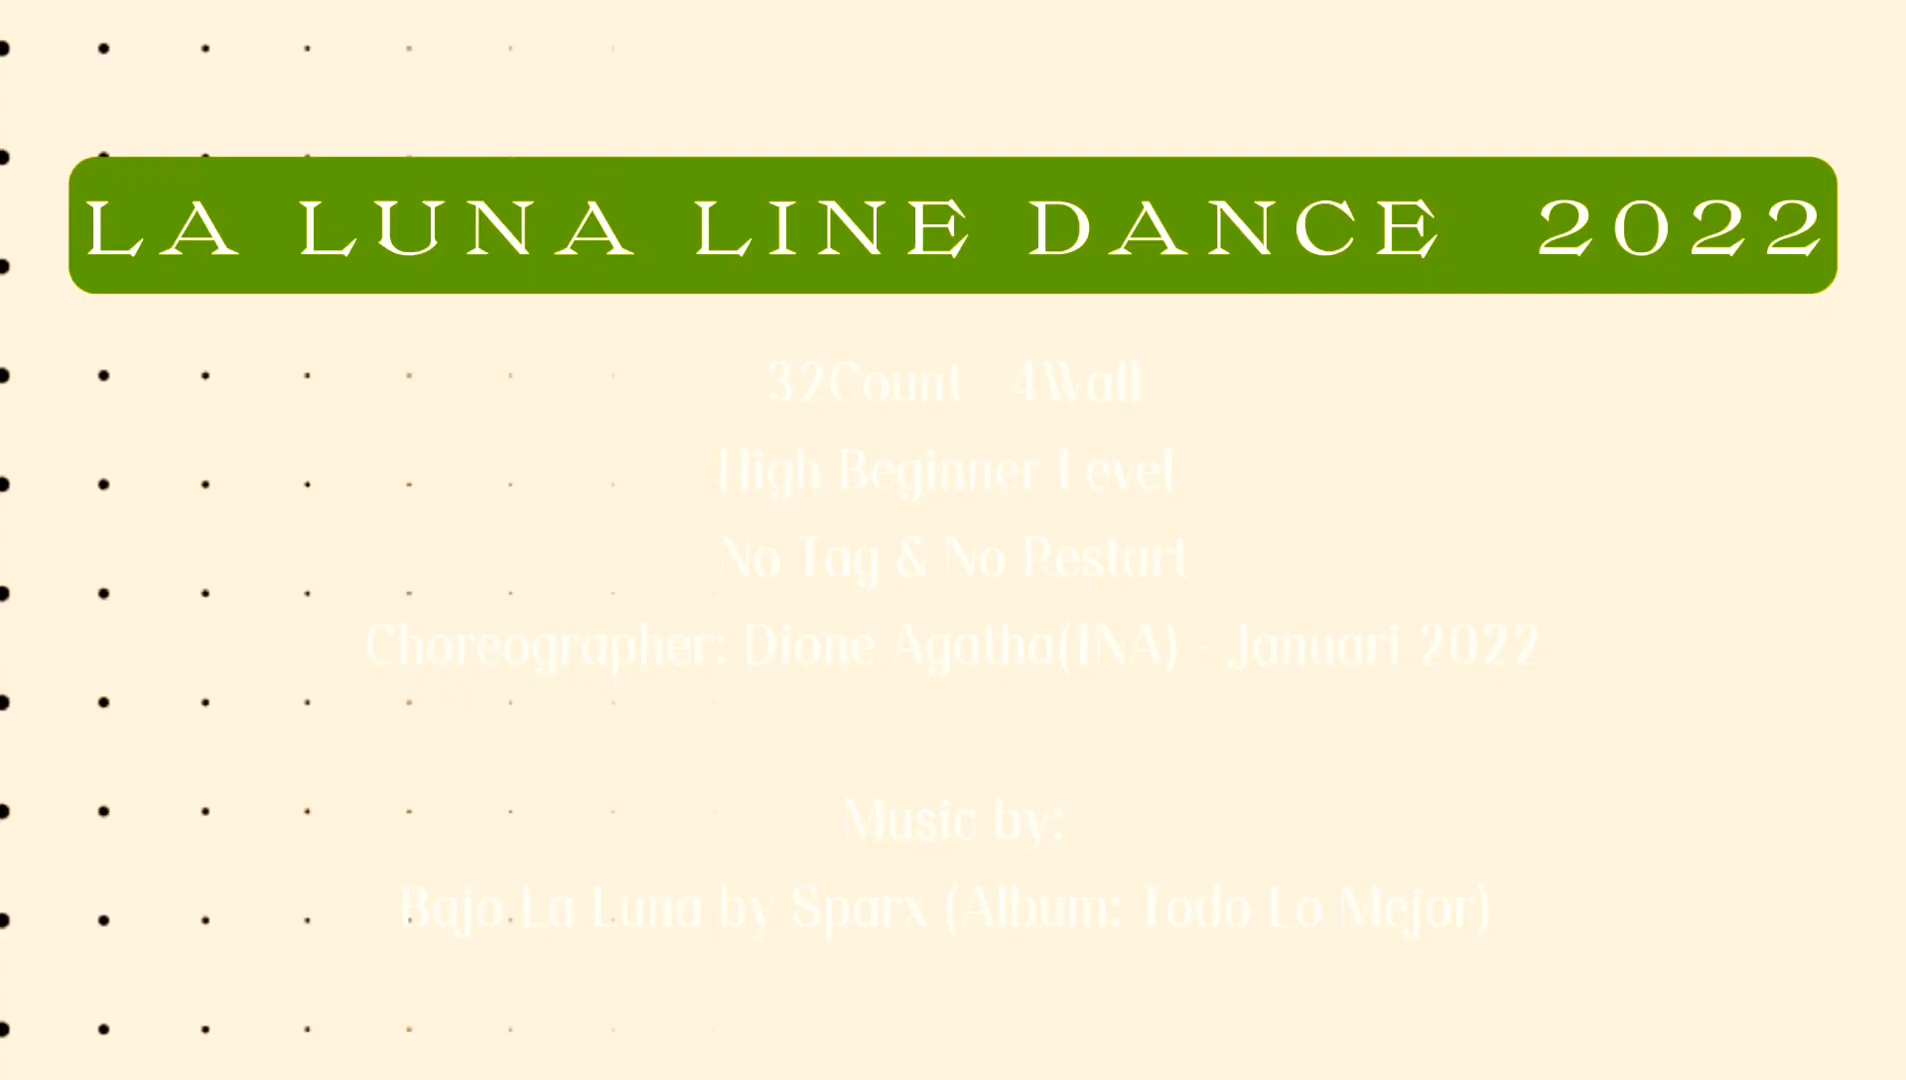 LA LUNA LINE DANCE 2022
32Count 4Wall
High Beginner Level
No Tag & No Restart
Choreographer: Dione Agatha(INA) - Januari 2022
Music by:
Bajo La Luna by Sparx (Album: Todo Lo Mejor)